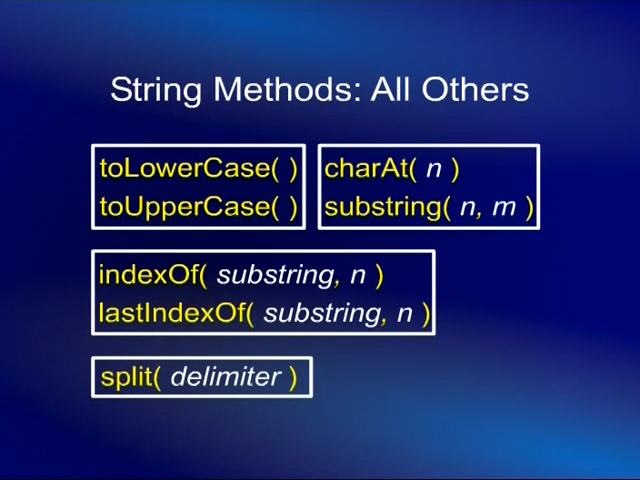 String Methods: All Others
toLowerCase( )
toUpperCase( )
charAt( n )
substring( n, m )
indexOf( substring, n )
lastIndexOf( substring, n )
split( delimiter )